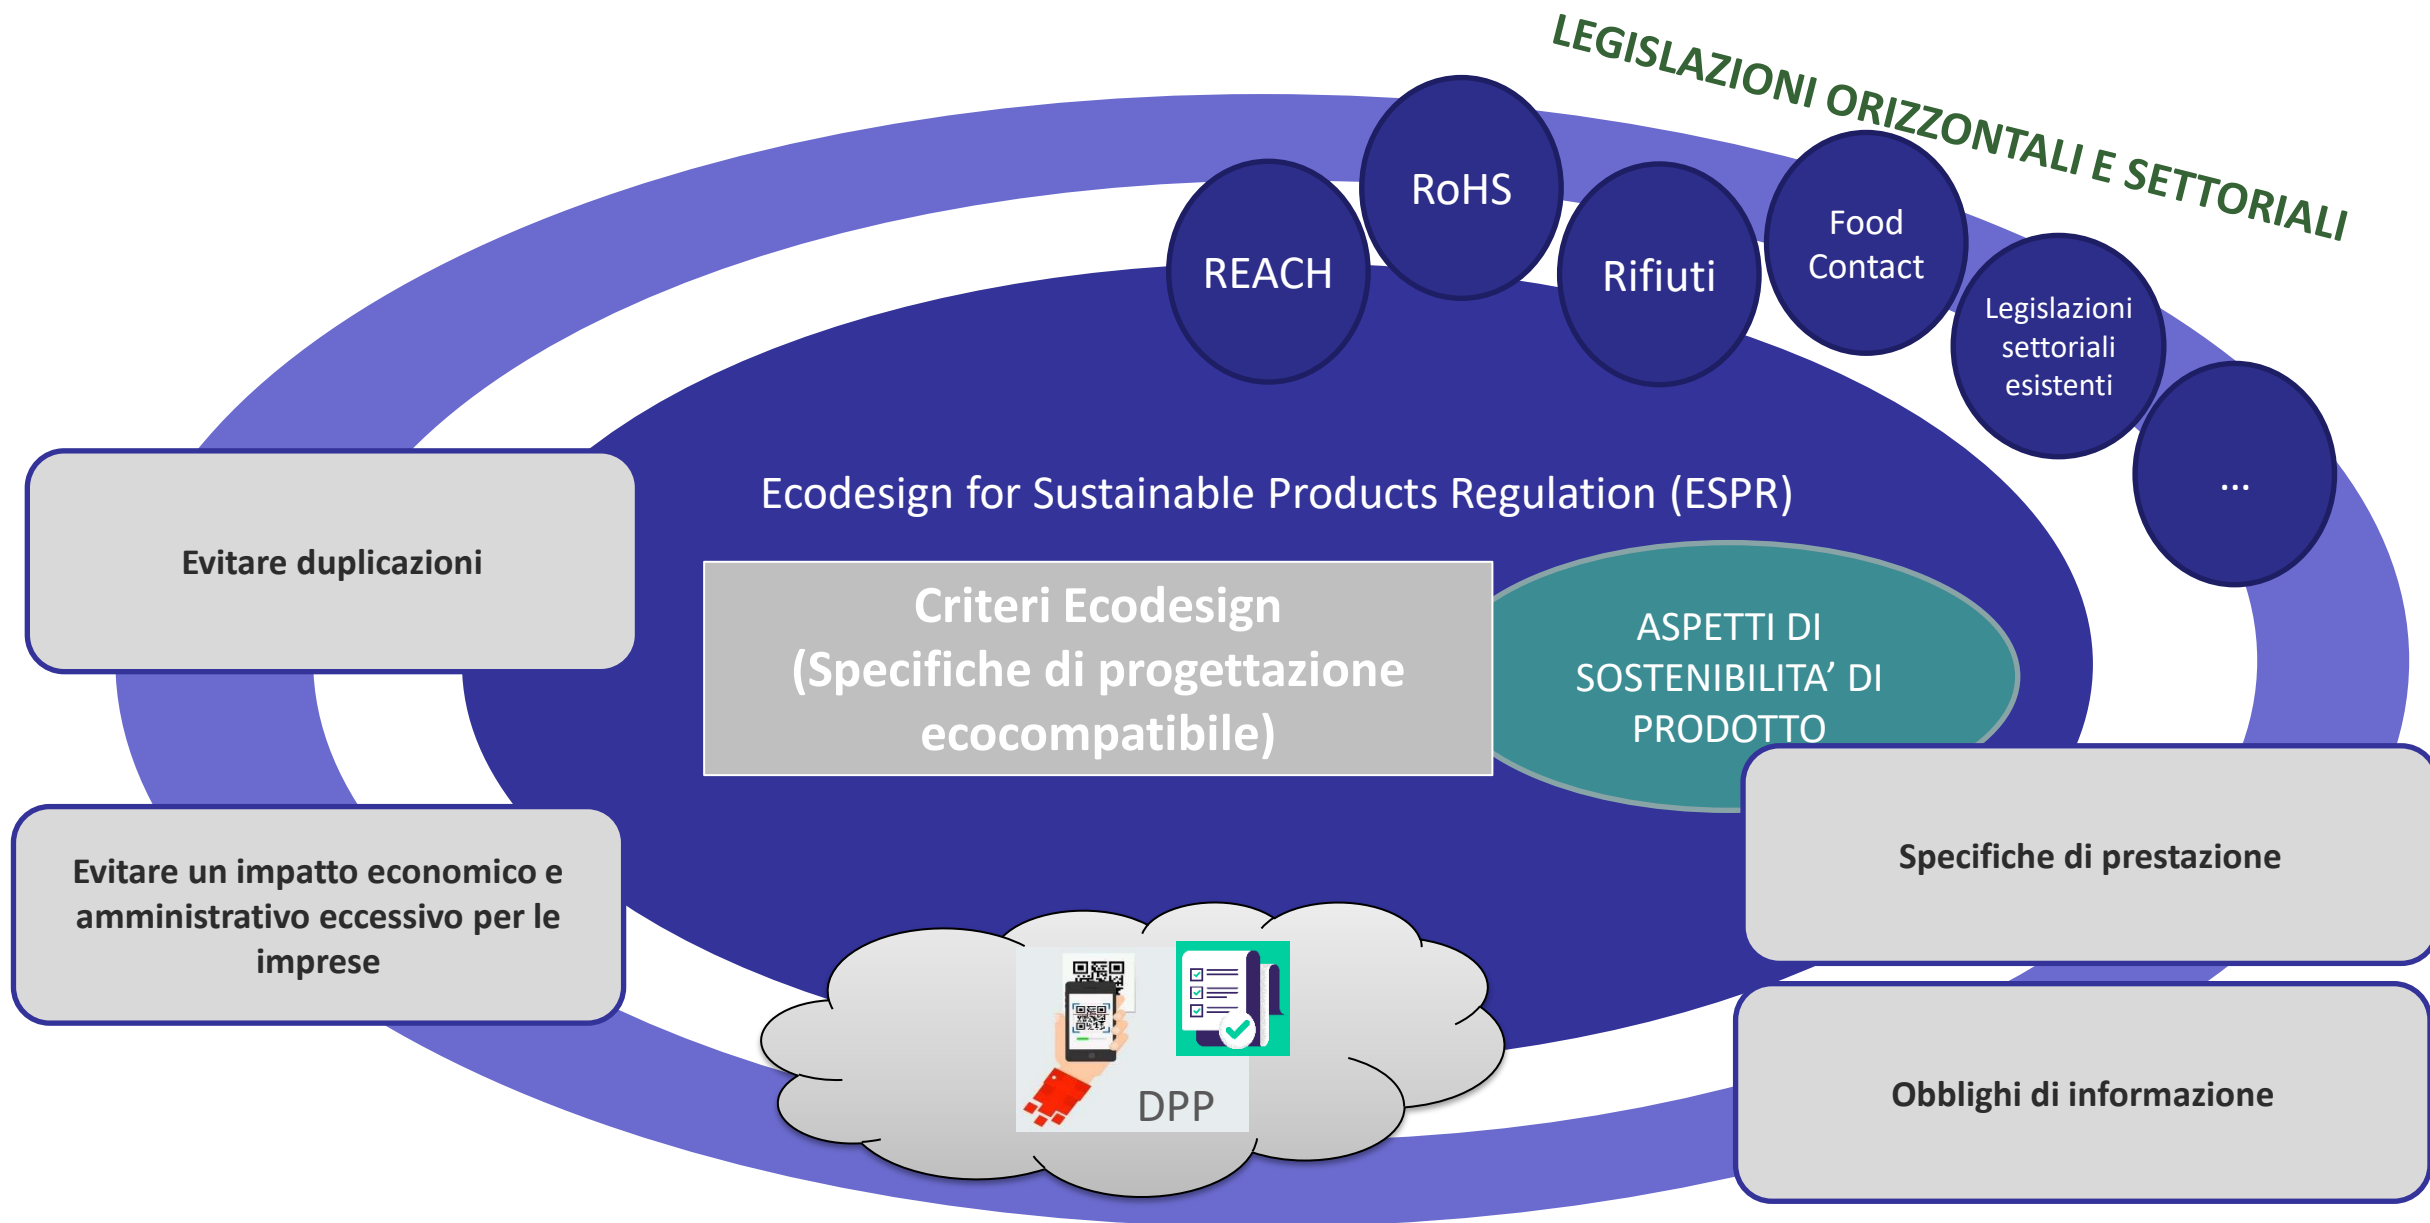 LEGISLAZIONI ORIZZONTALI E SETTORIALI
REACH
RoHS
Rifiuti
Food
Contact
Legislazioni
settoriali
esistenti
...
Ecodesign for Sustainable Products Regulation (ESPR)
Evitare duplicazioni
Criteri Ecodesign
(Specifiche di progettazione
ecocompatibile)
ASPETTI DI
SOSTENIBILITA’ DI
PRODOTTO
Evitare un impatto economico e
amministrativo eccessivo per le
imprese
Specifiche di prestazione
DPP
Obblighi di informazione